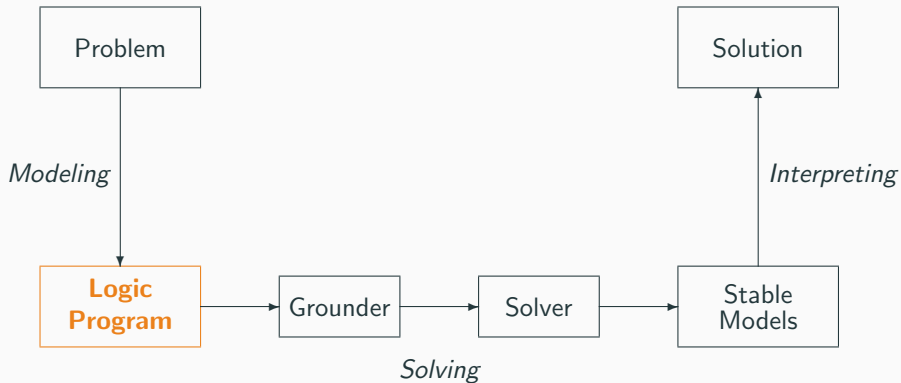 Problem
Solution
Modeling
Interpreting
Logic
Program
Grounder
Solver
Stable
Models
Solving